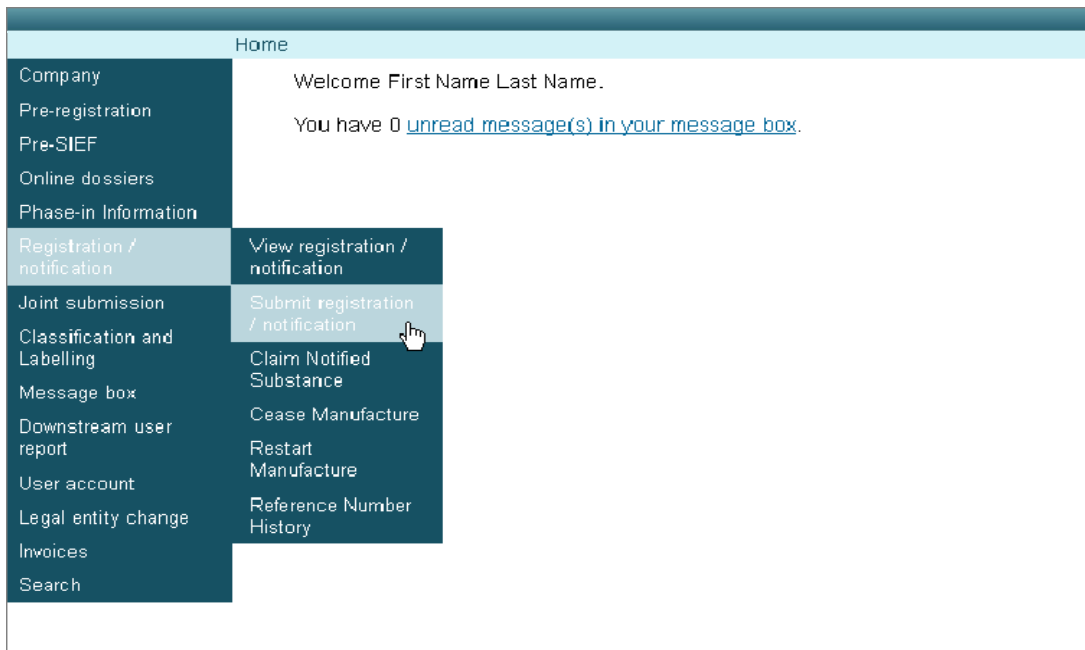 Home
Welcome First Name Last Name.
You have 0 unread message(s) in your message box.
Company
Pre-registration
Pre-SIEF
Online dossiers
Phase-in Information
Registration /
notification
Joint submission
Classification and
Labelling
Message box
Downstream user
report
User account
Legal entity change
Invoices
Search
View registration /
notification
Submit registration
/ notification
Claim Notified
Substance
Cease Manufacture
Restart
Manufacture
Reference Number
History